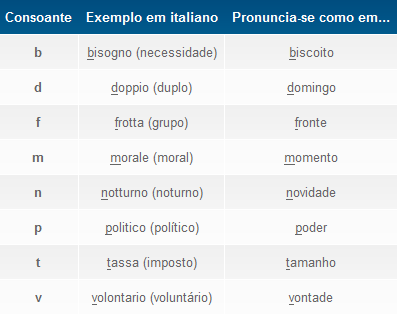 Consoante Exemplo em italiano Pronuncia-se como em...
b bisogno (necessidade) biscoito
d doppio (duplo) domingo
f frotta (grupo) fronte
m morale (moral) momento
n notturno (noturno) novidade
p politico (político) poder
t tassa (imposto) tamanho
v volontario (voluntário) vontade